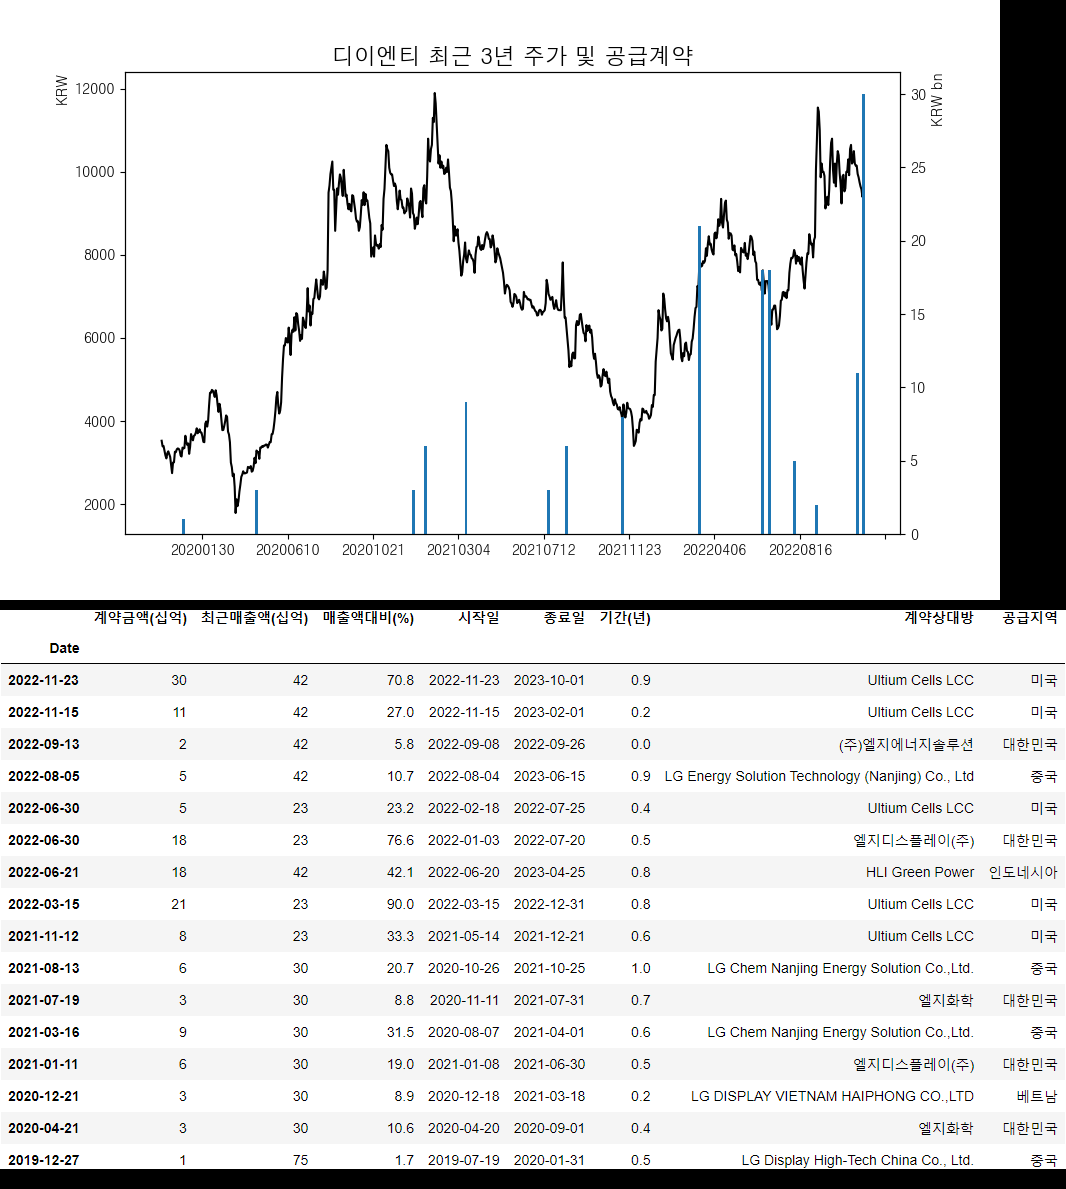 디이엔티 최근 3년 주가 및 공급계약
KRW
KRW bn
12000
10000
8000
6000
4000
2000
30
25
20
15
10
5
0
20200130 20200610 20201021 20210304 20210712 20211123 20220406 20220816
계약금액(십억) 최근매출액(십억) 매출액대비(%) 시작일 종료일 기간(년) 계약상대방 공급지역
Date
2022-11-23 30 42 70.8 2022-11-23 2023-10-01 0.9 Ultium Cells LCC 미국
2022-11-15 11 42 27.0 2022-11-15 2023-02-01 0.2 Ultium Cells LCC 미국
2022-09-13 2 42 5.8 2022-09-08 2022-09-26 0.0 (주)엘지에너지솔루션 대한민국
2022-08-05 5 42 10.7 2022-08-04 2023-06-15 0.9 LG Energy Solution Technology (Nanjing) Co., Ltd 중국
2022-06-30 5 23 23.2 2022-02-18 2022-07-25 0.4 Ultium Cells LCC 미국
2022-06-30 18 23 76.6 2022-01-03 2022-07-20 0.5 엘지디스플레이(주) 대한민국
2022-06-21 18 42 42.1 2022-06-20 2023-04-25 0.8 HLI Green Power 인도네시아
2022-03-15 21 23 90.0 2022-03-15 2022-12-31 0.8 Ultium Cells LCC 미국
2021-11-12 8 23 33.3 2021-05-14 2021-12-21 0.6 Ultium Cells LCC 미국
2021-08-13 6 30 20.7 2020-10-26 2021-10-25 1.0 LG Chem Nanjing Energy Solution Co.,Ltd. 중국
2021-07-19 3 30 8.8 2020-11-11 2021-07-31 0.7 엘지화학 대한민국
2021-03-16 9 30 31.5 2020-08-07 2021-04-01 0.6 LG Chem Nanjing Energy Solution Co.,Ltd. 중국
2021-01-11 6 30 19.0 2021-01-08 2021-06-30 0.5 엘지디스플레이(주) 대한민국
2020-12-21 3 30 8.9 2020-12-18 2021-03-18 0.2 LG DISPLAY VIETNAM HAIPHONG CO.,LTD 베트남
2020-04-21 3 30 10.6 2020-04-20 2020-09-01 0.4 엘지화학 대한민국
2019-12-27 1 75 1.7 2019-07-19 2020-01-31 0.5 LG Display High-Tech China Co., Ltd. 중국